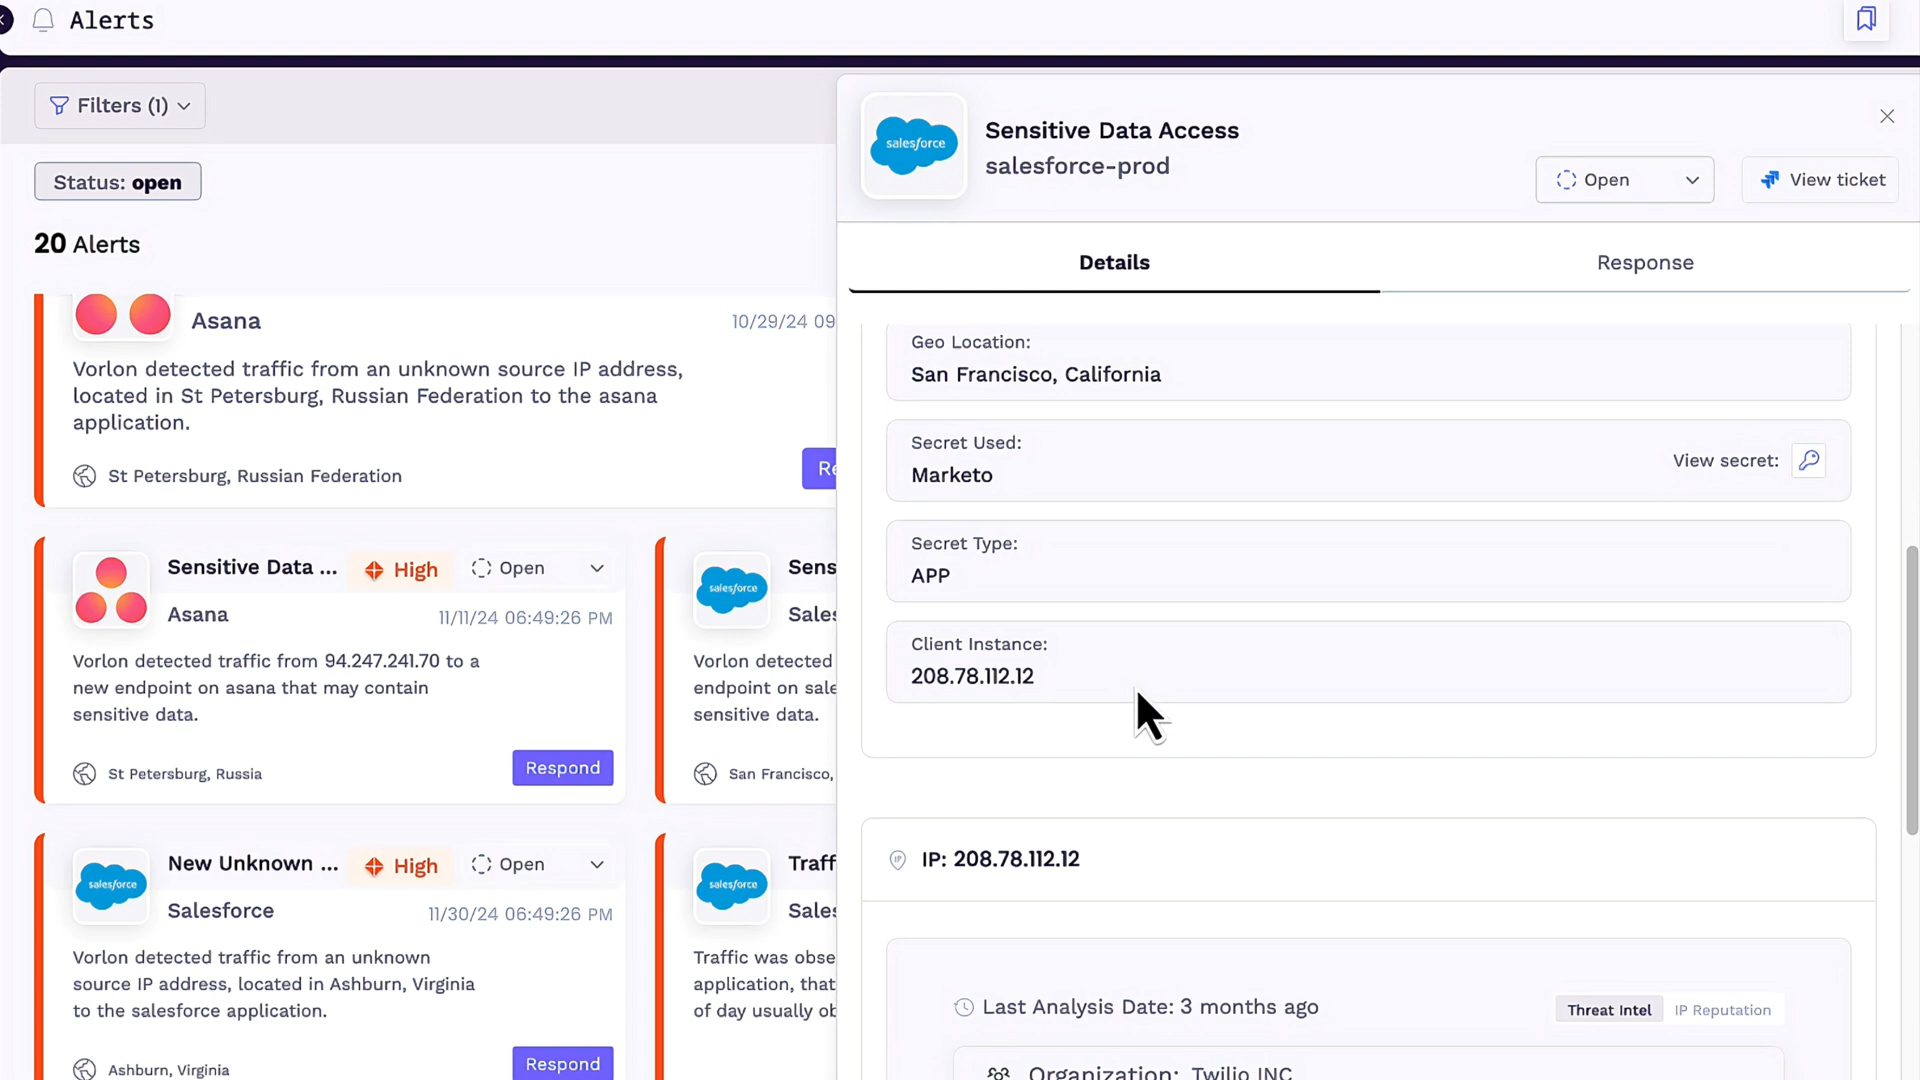 Alerts
Filters (1)
Status: open
20 Alerts
Asana
10/29/24 09
Vorlon detected traffic from an unknown source IP address,
located in St Petersburg, Russian Federation to the asana
application.
St Petersburg, Russian Federation
Re
Sensitive Data ...
High
Open
Asana
11/11/24 06:49:26 PM
Vorlon detected traffic from 94.247.241.70 to a
new endpoint on asana that may contain
sensitive data.
St Petersburg, Russia
Respond
salesforce
Sens
Sales
Vorlon detected
endpoint on sale
sensitive data.
San Francisco,
salesforce
New Unknown ...
High
Open
Salesforce
11/30/24 06:49:26 PM
Vorlon detected traffic from an unknown
source IP address, located in Ashburn, Virginia
to the salesforce application.
Ashburn, Virginia
Respond
salesforce
Traff
Sales
Traffic was obse
application, that
of day usually ob
salesforce
Sensitive Data Access
salesforce-prod
Open
View ticket
Details
Response
Geo Location:
San Francisco, California
Secret Used:
Marketo
View secret:
Secret Type:
APP
Client Instance:
208.78.112.12
IP
IP: 208.78.112.12
Last Analysis Date: 3 months ago
Threat Intel
IP Reputation
Organization: Twilio INC